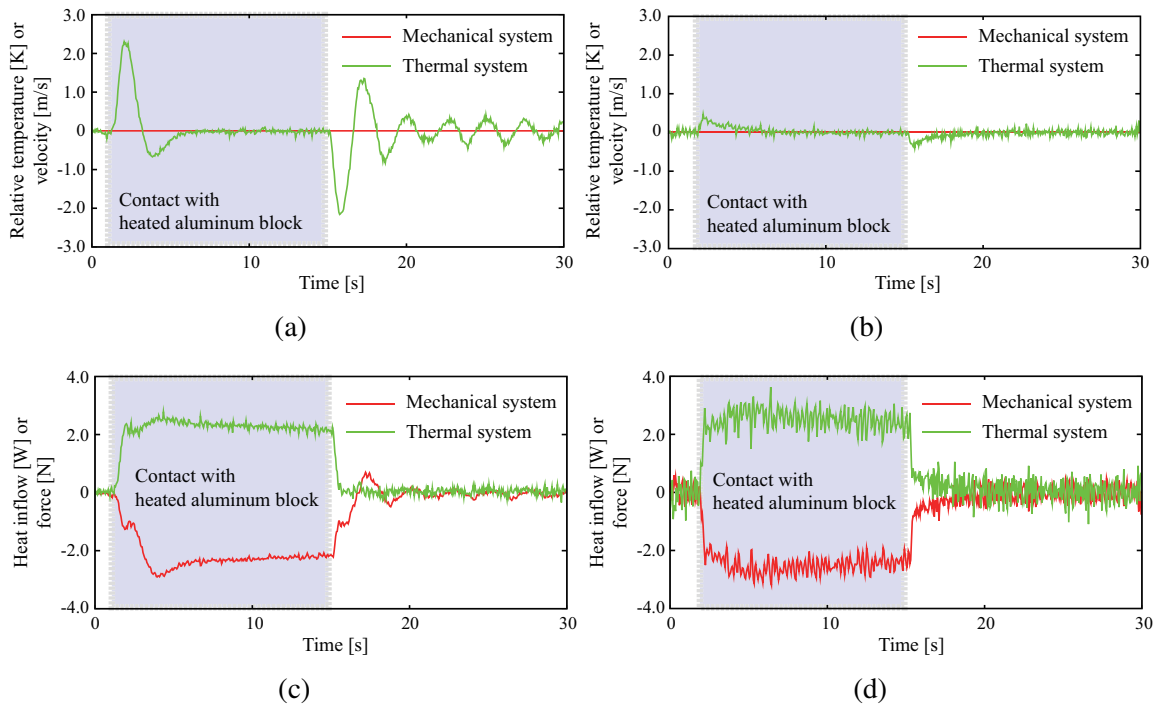 Relative temperature [K] or
velocity [m/s]
3.0
2.0
1.0
0
-1.0
-2.0
-3.0
Mechanical system
Thermal system
Contact with
heated aluminum block
0
10
20
30
Time [s]
(a)
Relative temperature [K] or
velocity [m/s]
3.0
2.0
1.0
0
-1.0
-2.0
-3.0
Mechanical system
Thermal system
Contact with
heated aluminum block
0
10
20
30
Time [s]
(b)
Heat inflow [W] or
force [N]
4.0
2.0
0
-2.0
-4.0
Mechanical system
Thermal system
Contact with
heated aluminum block
0
10
20
30
Time [s]
(c)
Heat inflow [W] or
force [N]
4.0
2.0
0
-2.0
-4.0
Mechanical system
Thermal system
Contact with
heated aluminum block
0
10
20
30
Time [s]
(d)